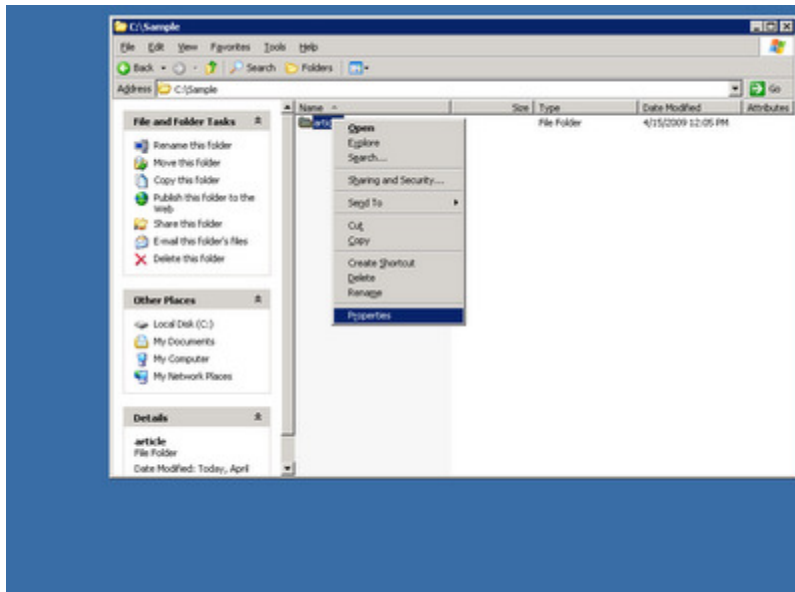 C:\Sample
File Edit View Favorites Tools Help
Back Search Folders
Address C:\Sample Go
Name Size Type Date Modified Attributes
File and Folder Tasks
article File Folder 4/15/2009 12:05 PM
Rename this folder
Move this folder
Copy this folder
Publish this folder to the
Web
Share this folder
E-mail this folder's files
Delete this folder
Other Places
Local Disk (C:)
My Documents
My Computer
My Network Places
Details
article
File Folder
Date Modified: Today, April
Open
Explore
Search...
Sharing and Security...
Send To
Cut
Copy
Create Shortcut
Delete
Rename
Properties